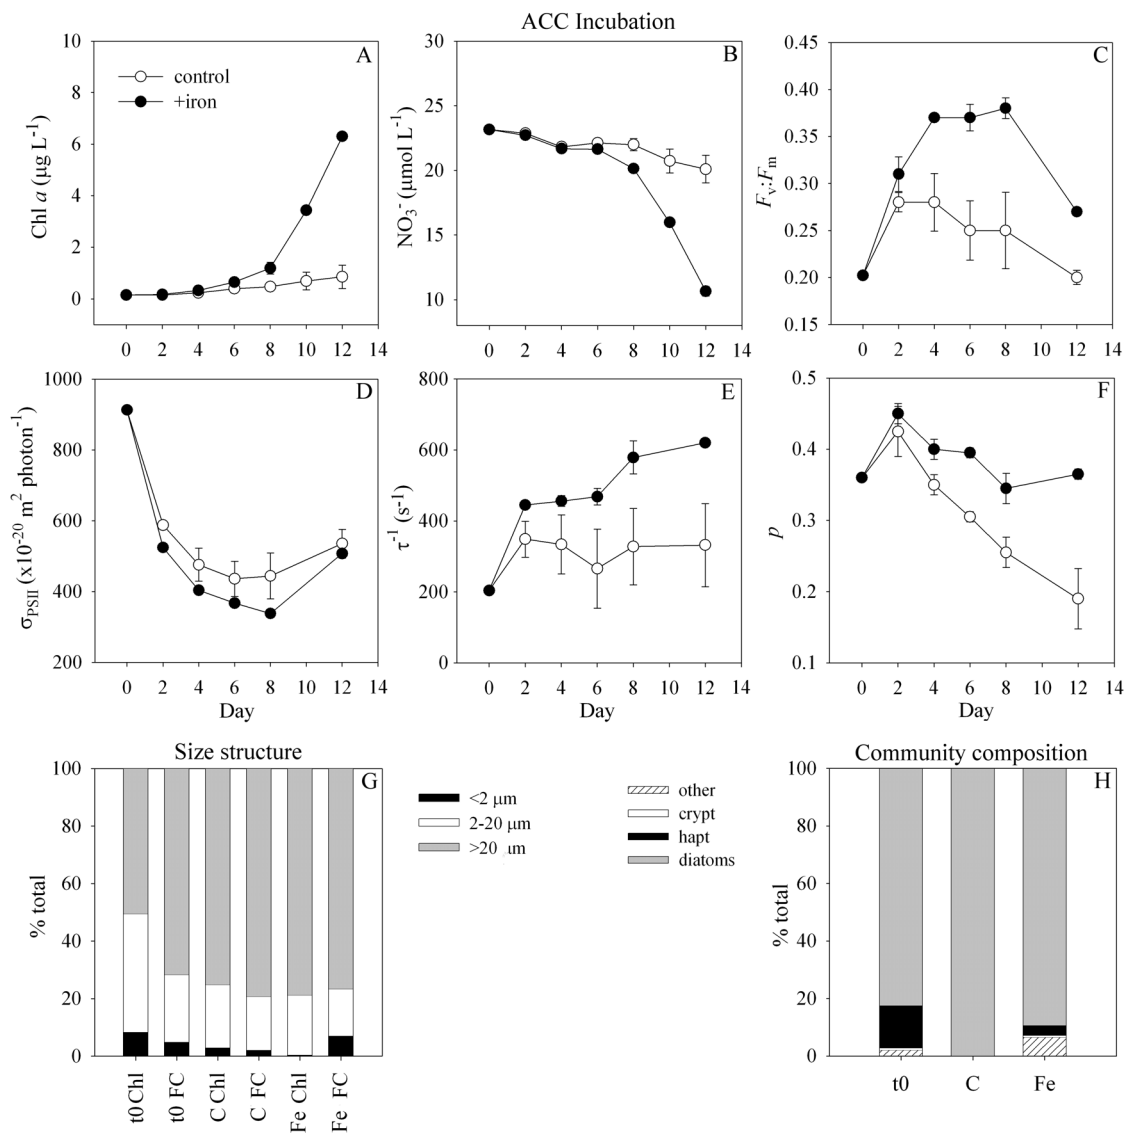 ACC Incubation
A
control
+iron
Chl a (µg L-1)
10
8
6
4
2
0
0 2 4 6 8 10 12 14
B
NO3- (µmol L-1)
30
25
20
15
10
0 2 4 6 8 10 12 14
C
Fv:Fm
0.45
0.40
0.35
0.30
0.25
0.20
0.15
0 2 4 6 8 10 12 14
D
σPSII (x10-20 m2 photon-1)
1000
800
600
400
200
0 2 4 6 8 10 12 14
Day
E
τ-1 (s-1)
800
600
400
200
0
0 2 4 6 8 10 12 14
Day
F
p
0.5
0.4
0.3
0.2
0.1
0 2 4 6 8 10 12 14
Day
Size structure
G
% total
100
80
60
40
20
0
t0 Chl
t0 FC
C Chl
C FC
Fe Chl
Fe FC
<2 µm
2-20 µm
>20 µm
other
crypt
hapt
diatoms
Community composition
H
% total
100
80
60
40
20
0
t0 C Fe